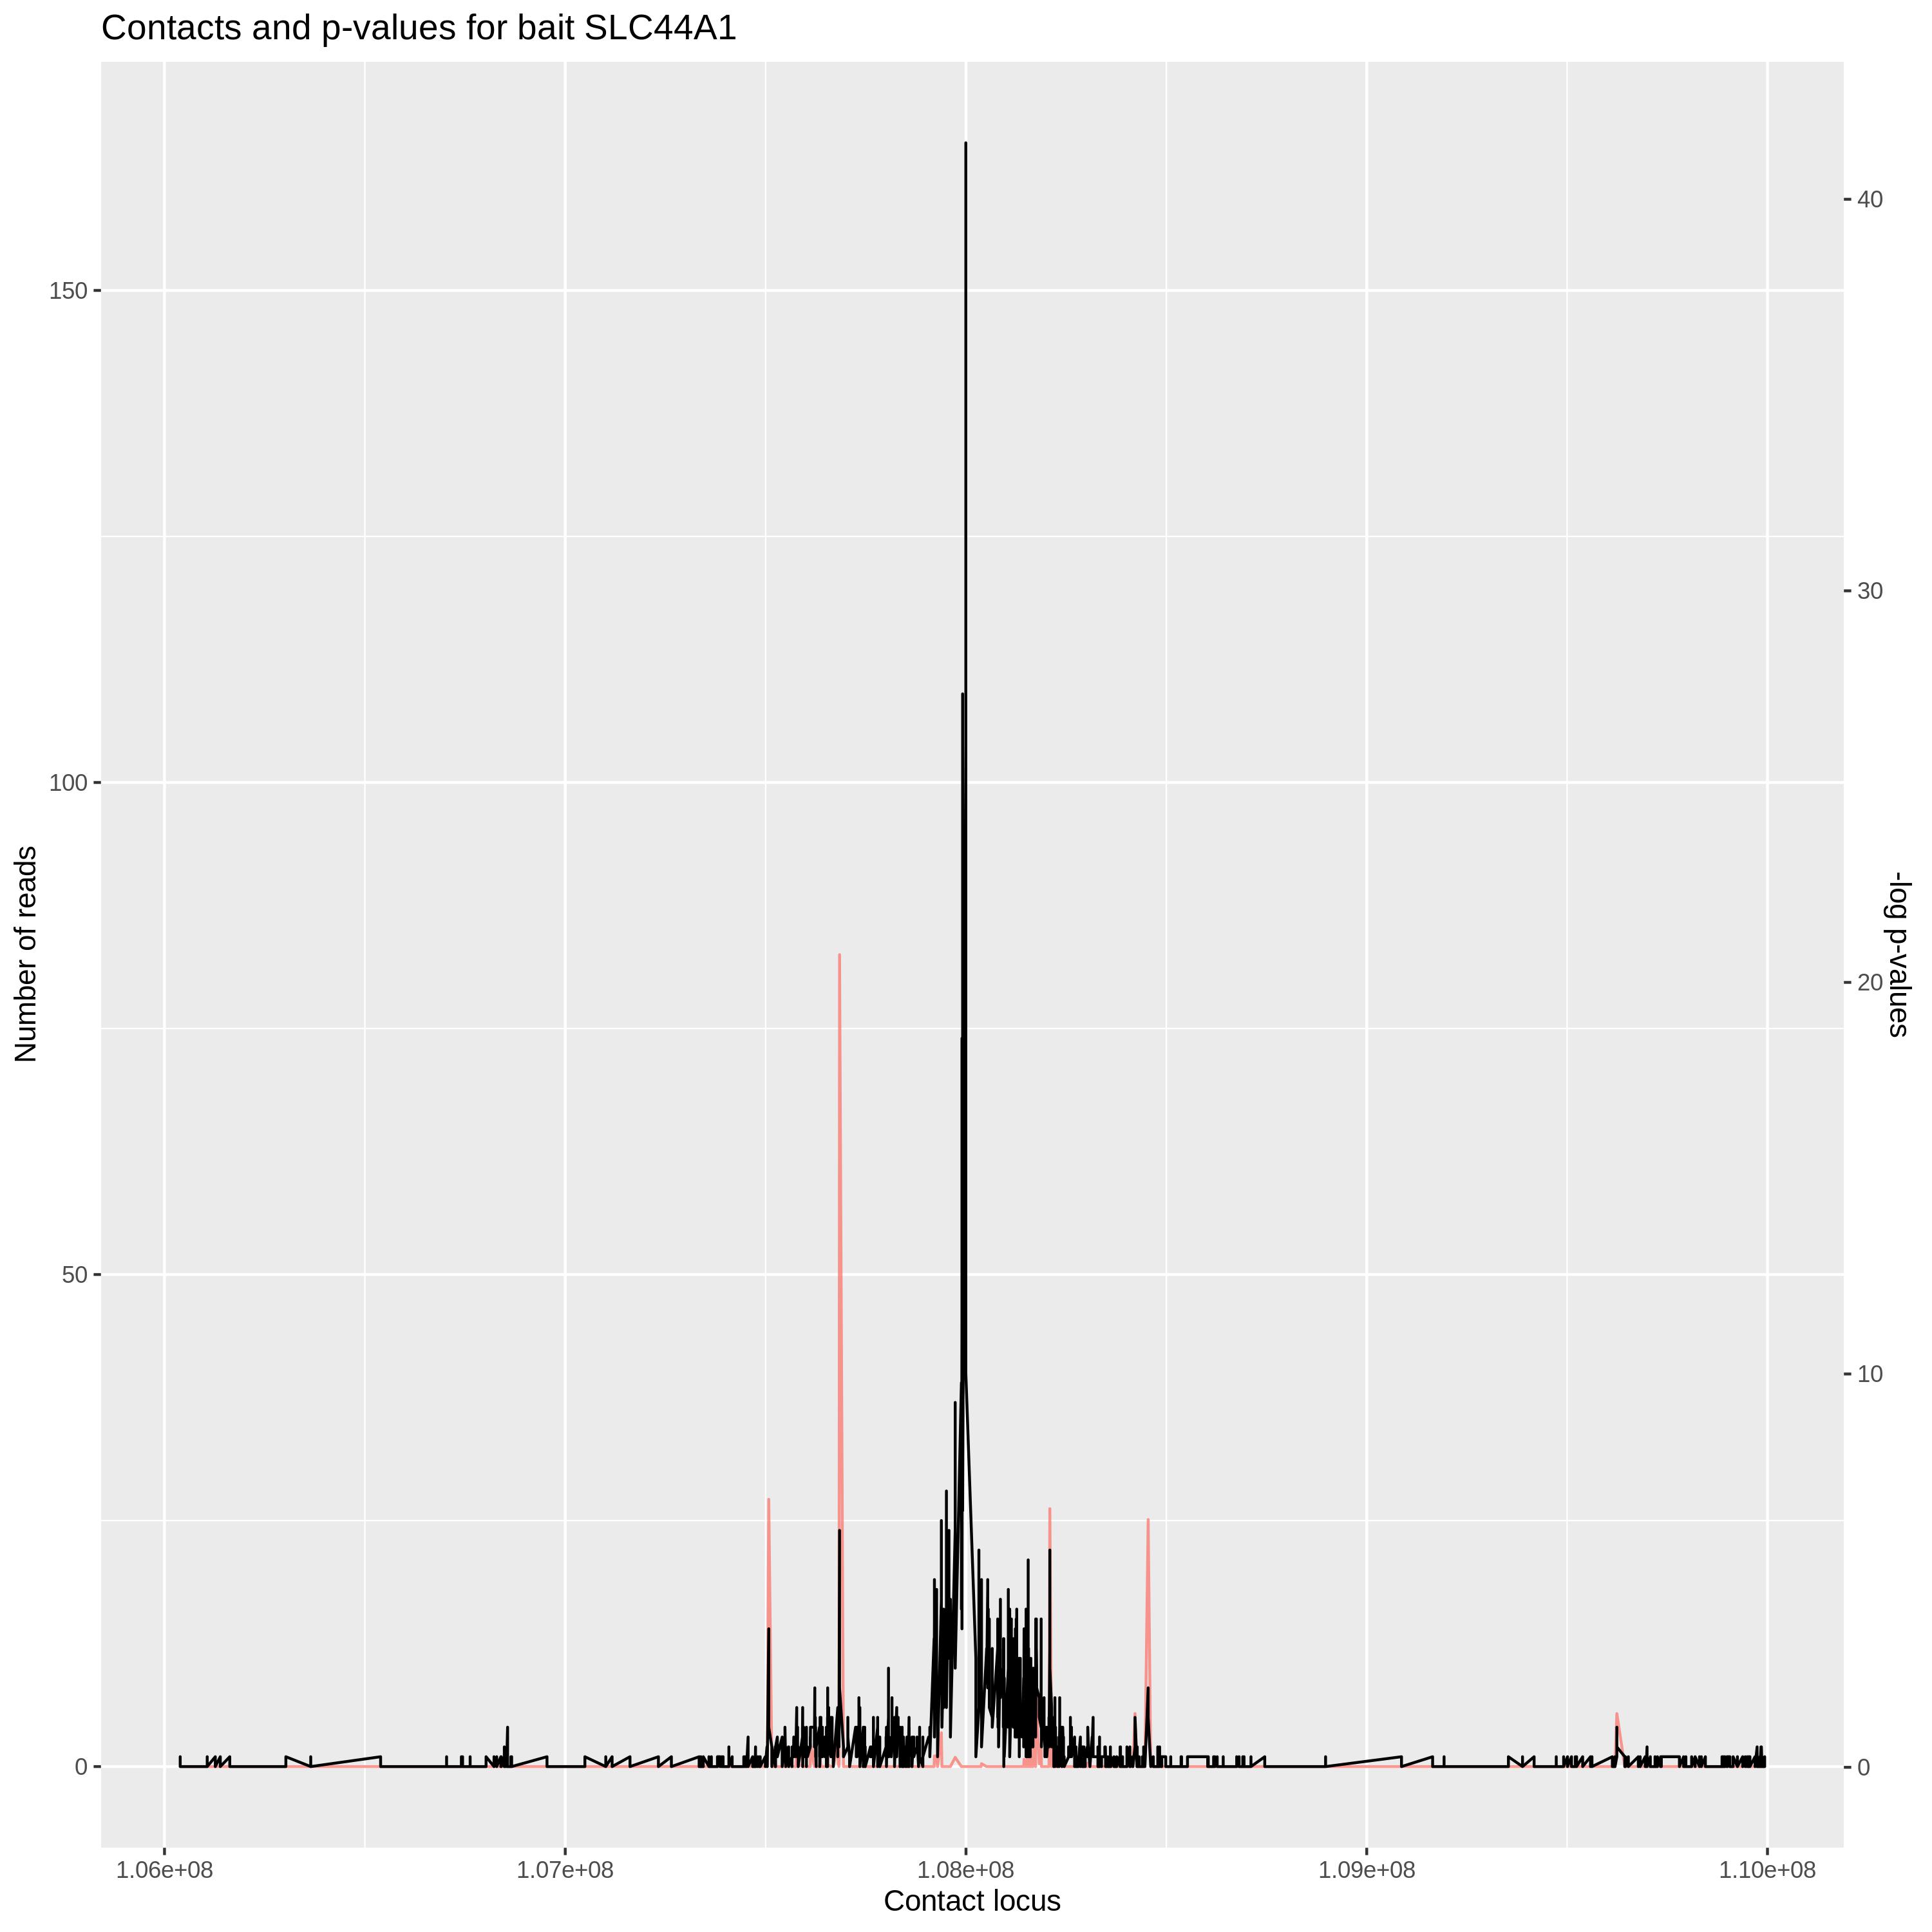 Contacts and p-values for bait SLC44A1
150
100
50
0
Number of reads
40
30
20
10
0
-log p-values
1.06e+08
1.07e+08
1.08e+08
1.09e+08
1.10e+08
Contact locus